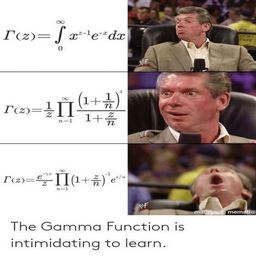 Γ(z)=∫₀^∞ x^{z-1}e^{-x}dx
Γ(z)=1/z ∏_{n=1}^∞ (1+1/n)^z / 1+z/n
Γ(z)=e^{-γz}/z ∏_{n=1}^∞ (1+z/n)^{-1} e^{z/n}
The Gamma Function is
intimidating to learn.